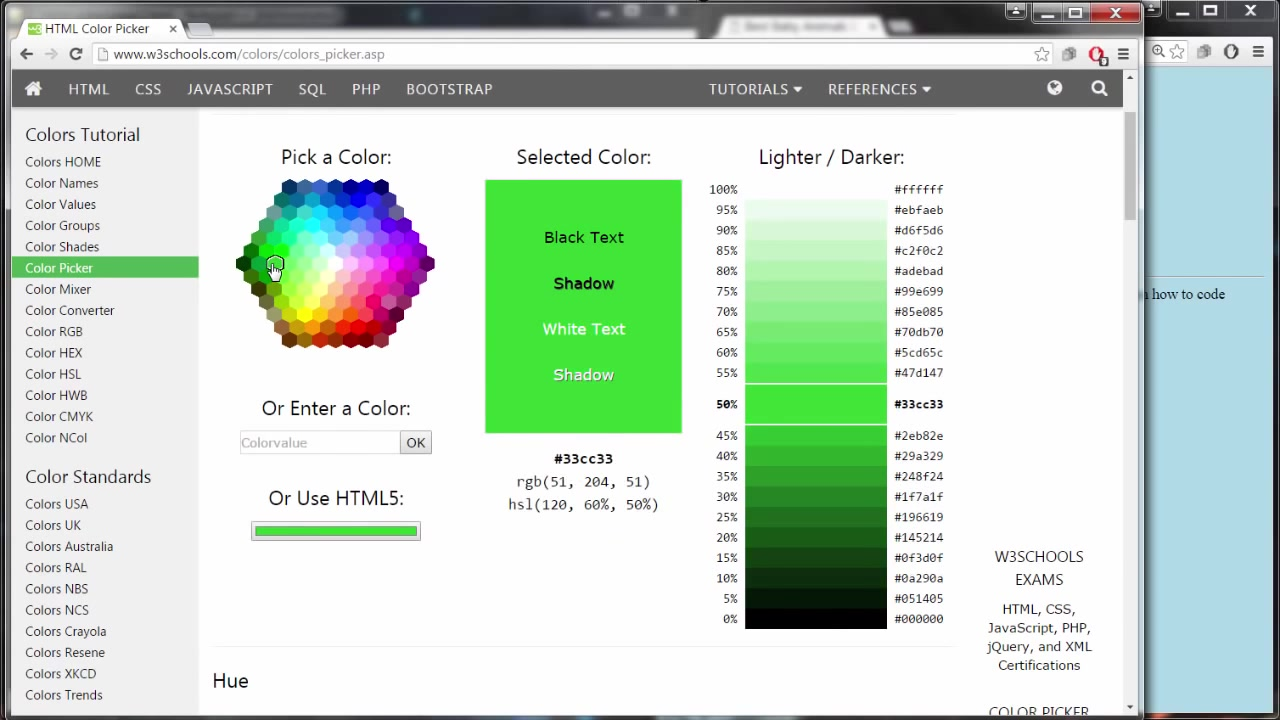 HTML Color Picker
www.w3schools.com/colors/colors_picker.asp
HTML CSS JAVASCRIPT SQL PHP BOOTSTRAP TUTORIALS REFERENCES
Colors Tutorial
Colors HOME
Color Names
Color Values
Color Groups
Color Shades
Color Picker
Color Mixer
Color Converter
Color RGB
Color HEX
Color HSL
Color HWB
Color CMYK
Color NCol
Color Standards
Colors USA
Colors UK
Colors Australia
Colors RAL
Colors NBS
Colors NCS
Colors Crayola
Colors Resene
Colors XKCD
Colors Trends
Pick a Color:
Or Enter a Color:
Colorvalue OK
Or Use HTML5:
Selected Color:
Black Text
Shadow
White Text
Shadow
#33cc33
rgb(51, 204, 51)
hsl(120, 60%, 50%)
Lighter / Darker:
100% #ffffff
95% #ebfaeb
90% #d6f5d6
85% #c2f0c2
80% #adebad
75% #99e699
70% #85e085
65% #70db70
60% #5cd65c
55% #47d147
50% #33cc33
45% #2eb82e
40% #29a329
35% #248f24
30% #1f7a1f
25% #196619
20% #145214
15% #0f3d0f
10% #0a290a
5% #051405
0% #000000
Hue
W3SCHOOLS
EXAMS
HTML, CSS,
JavaScript, PHP,
jQuery, and XML
Certifications
COLOR PICKER
how to code